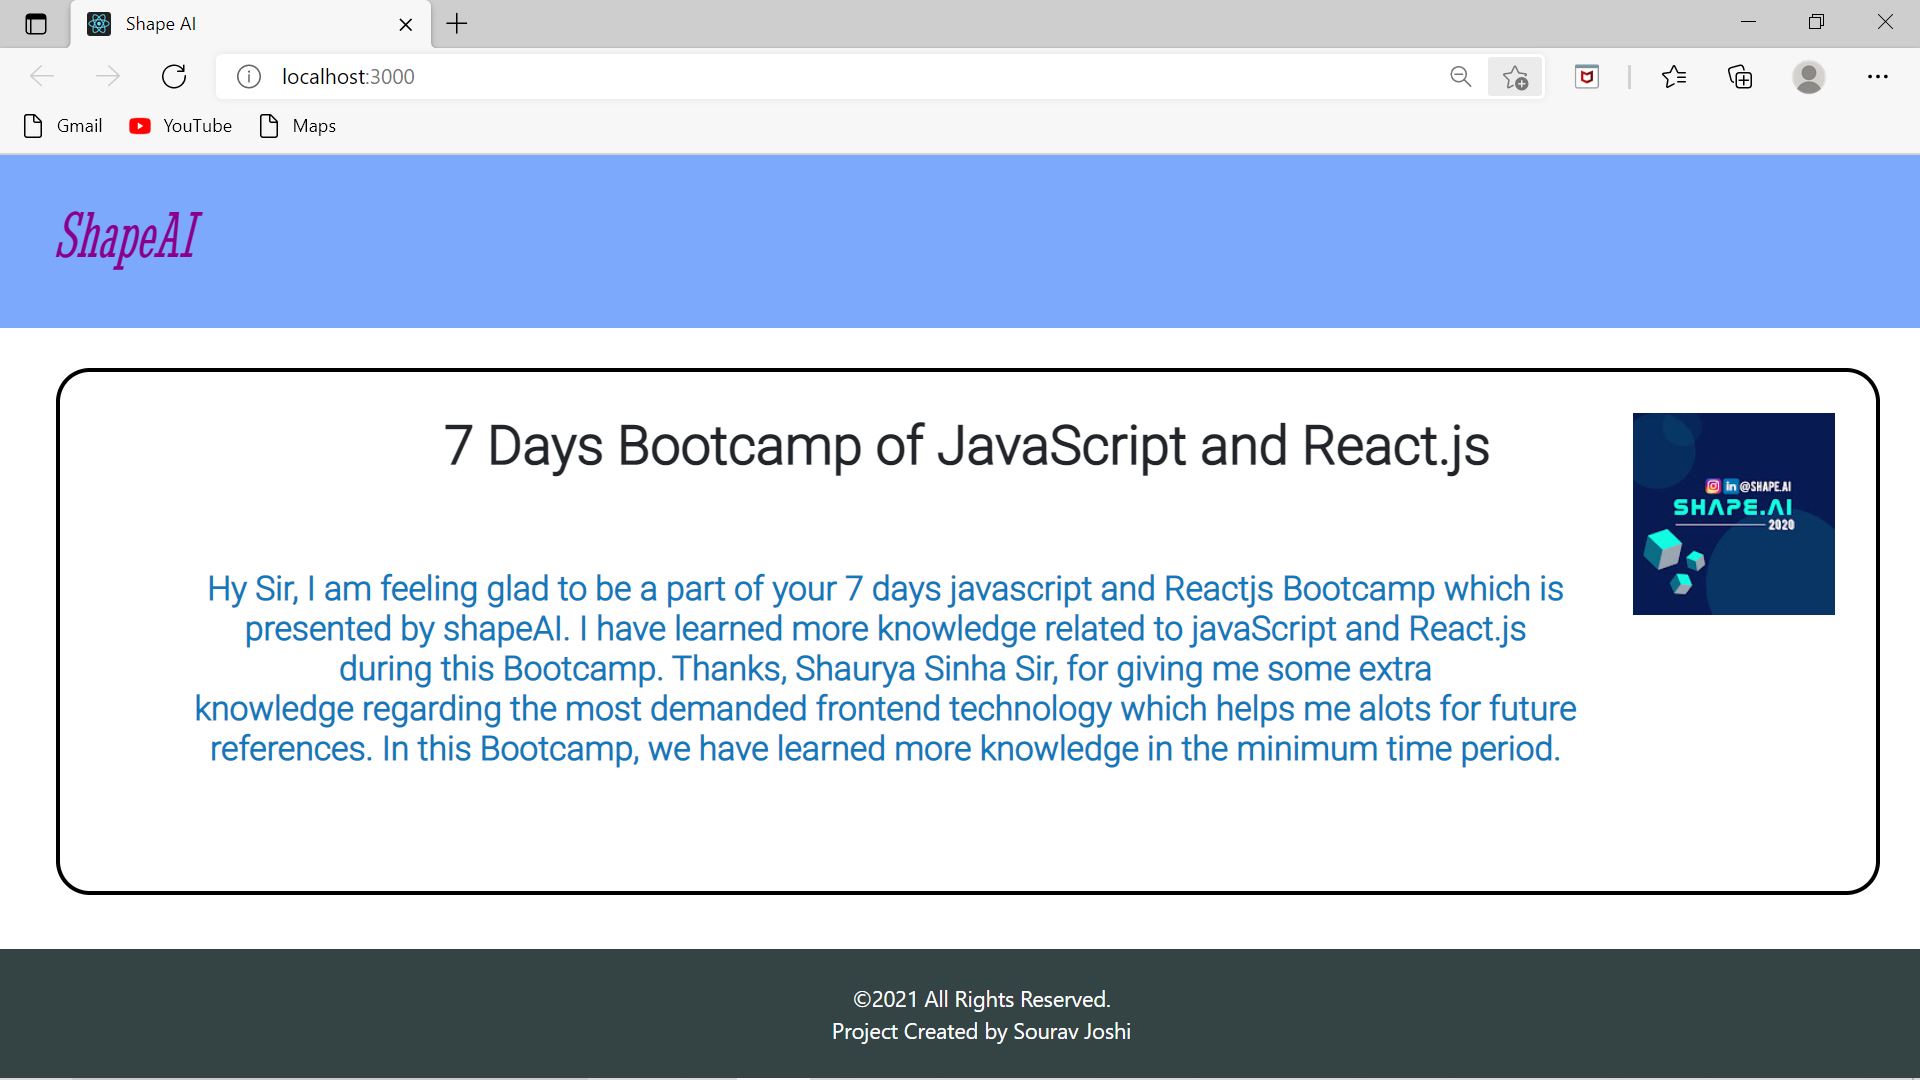 Shape AI
localhost:3000
Gmail YouTube Maps
ShapeAI
7 Days Bootcamp of JavaScript and React.js
@SHAPE.AI
SHAPE.AI
2020
Hy Sir, I am feeling glad to be a part of your 7 days javascript and Reactjs Bootcamp which is
presented by shapeAI. I have learned more knowledge related to javaScript and React.js
during this Bootcamp. Thanks, Shaurya Sinha Sir, for giving me some extra
knowledge regarding the most demanded frontend technology which helps me alots for future
references. In this Bootcamp, we have learned more knowledge in the minimum time period.
©2021 All Rights Reserved.
Project Created by Sourav Joshi